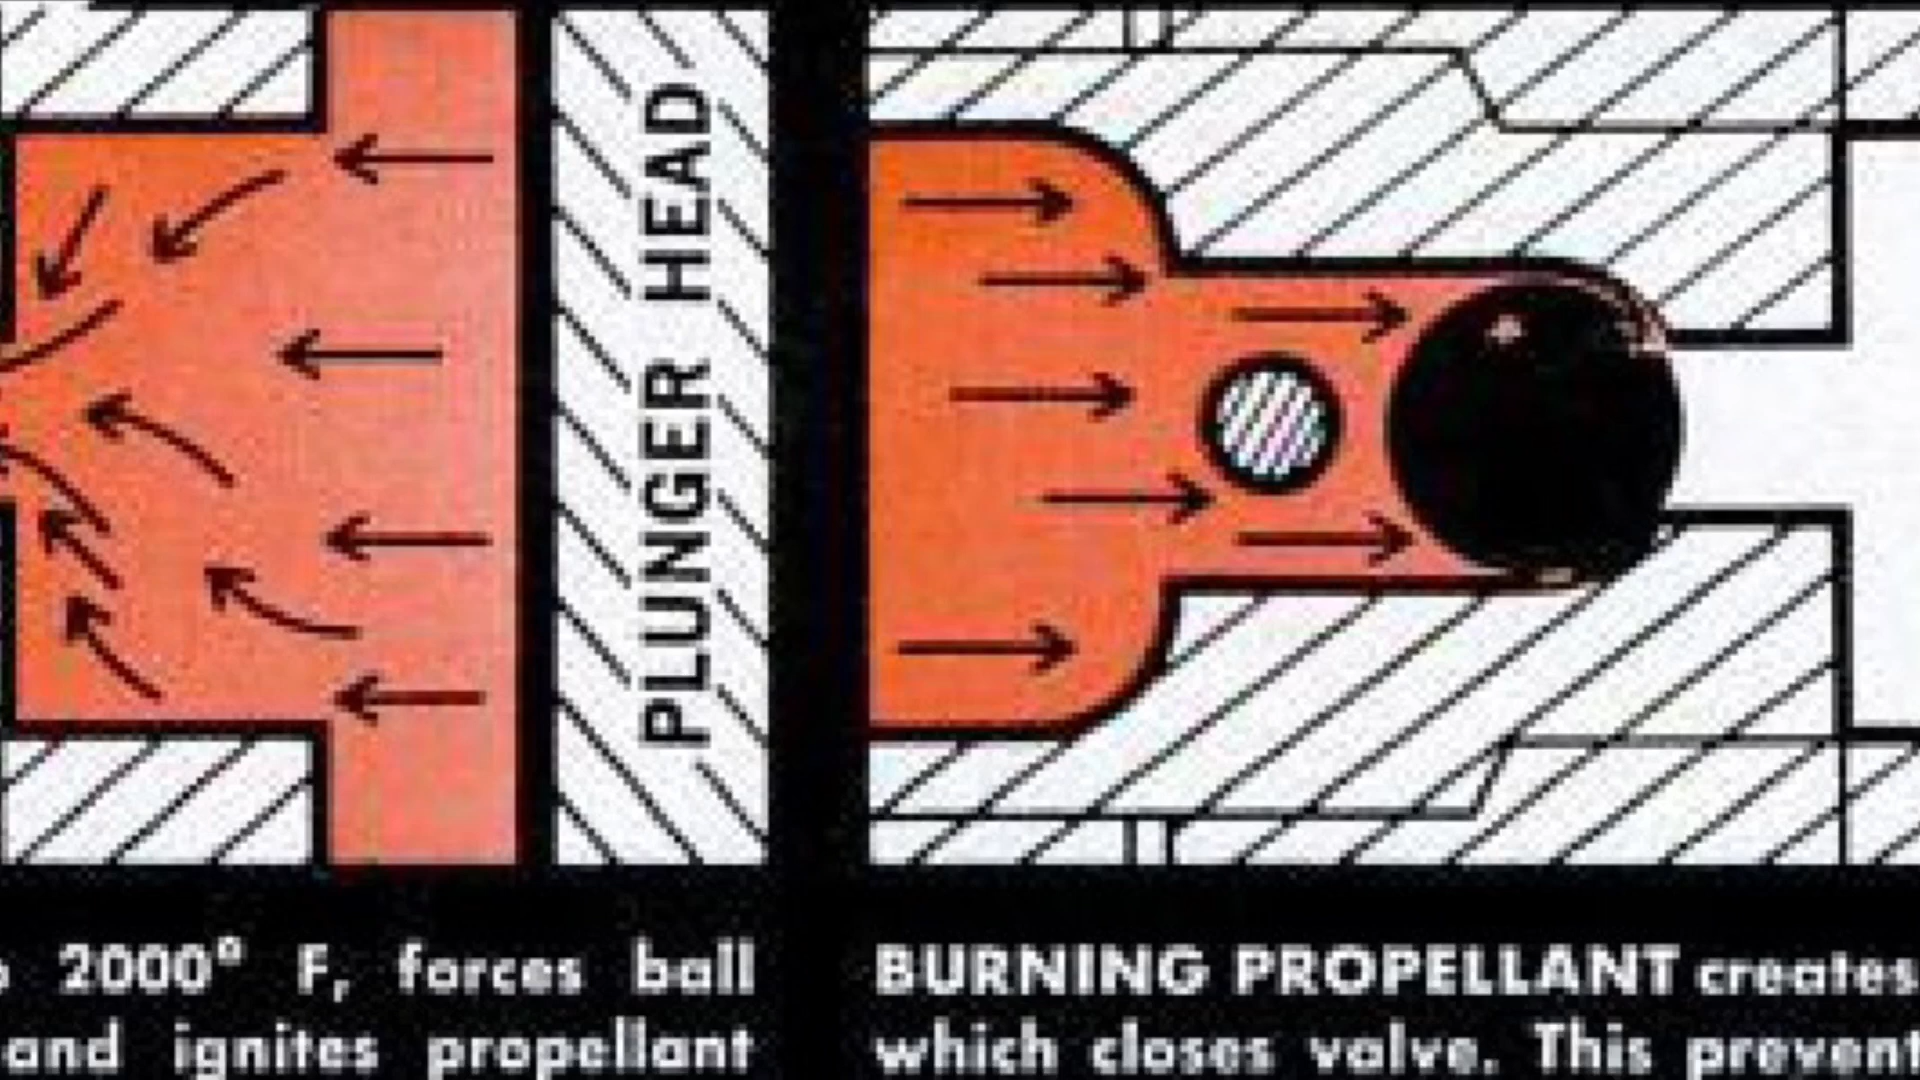 PLUNGER HEAD
2000° F, forces ball
and ignites propellant
BURNING PROPELLANT creates
which closes valve. This prevent